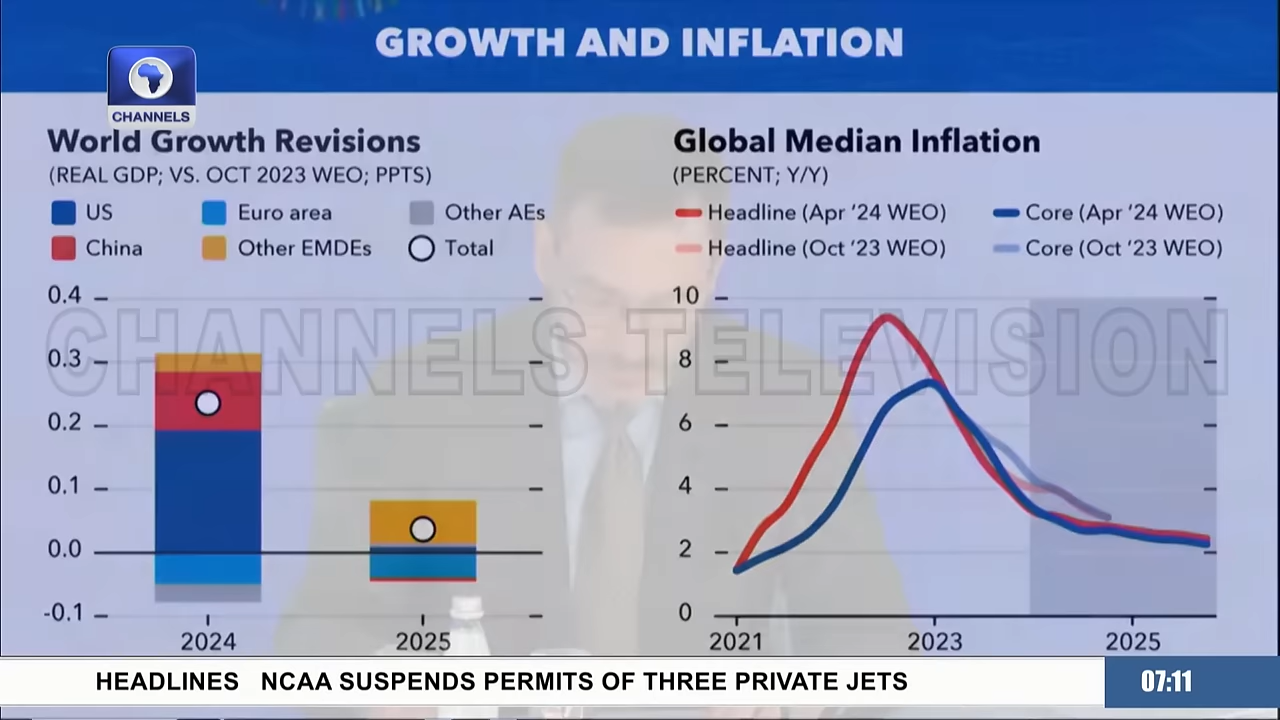 GROWTH AND INFLATION
CHANNELS
World Growth Revisions
(REAL GDP; VS. OCT 2023 WEO; PPTS)
US
Euro area
Other AEs
China
Other EMDEs
Total
0.4
0.3
0.2
0.1
0.0
-0.1
2024
2025
Global Median Inflation
(PERCENT; Y/Y)
Headline (Apr ‘24 WEO)
Core (Apr ‘24 WEO)
Headline (Oct ‘23 WEO)
Core (Oct ‘23 WEO)
10
8
6
4
2
0
2021
2023
2025
CHANNELS TELEVISION
HEADLINES NCAA SUSPENDS PERMITS OF THREE PRIVATE JETS
07:11